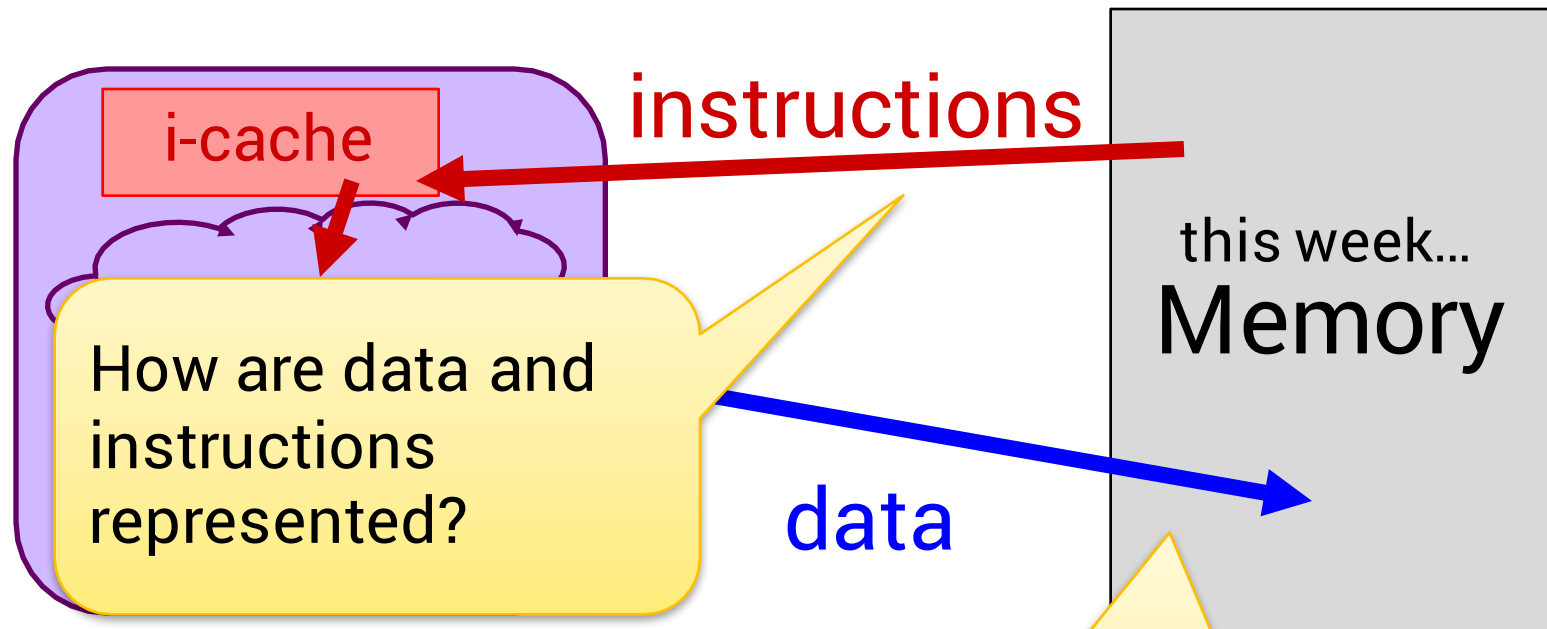 i-cache
instructions
this week…
Memory
How are data and
instructions
represented?
data